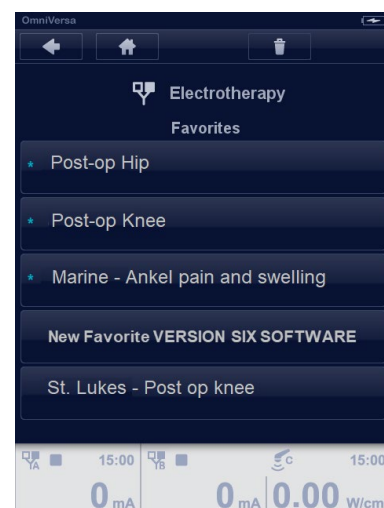 OmniVersa
Electrotherapy
Favorites
* Post-op Hip
* Post-op Knee
* Marine - Ankel pain and swelling
New Favorite VERSION SIX SOFTWARE
St. Lukes - Post op knee
A 15:00 B C 15:00
0 mA 0 mA 0.00 W/cm